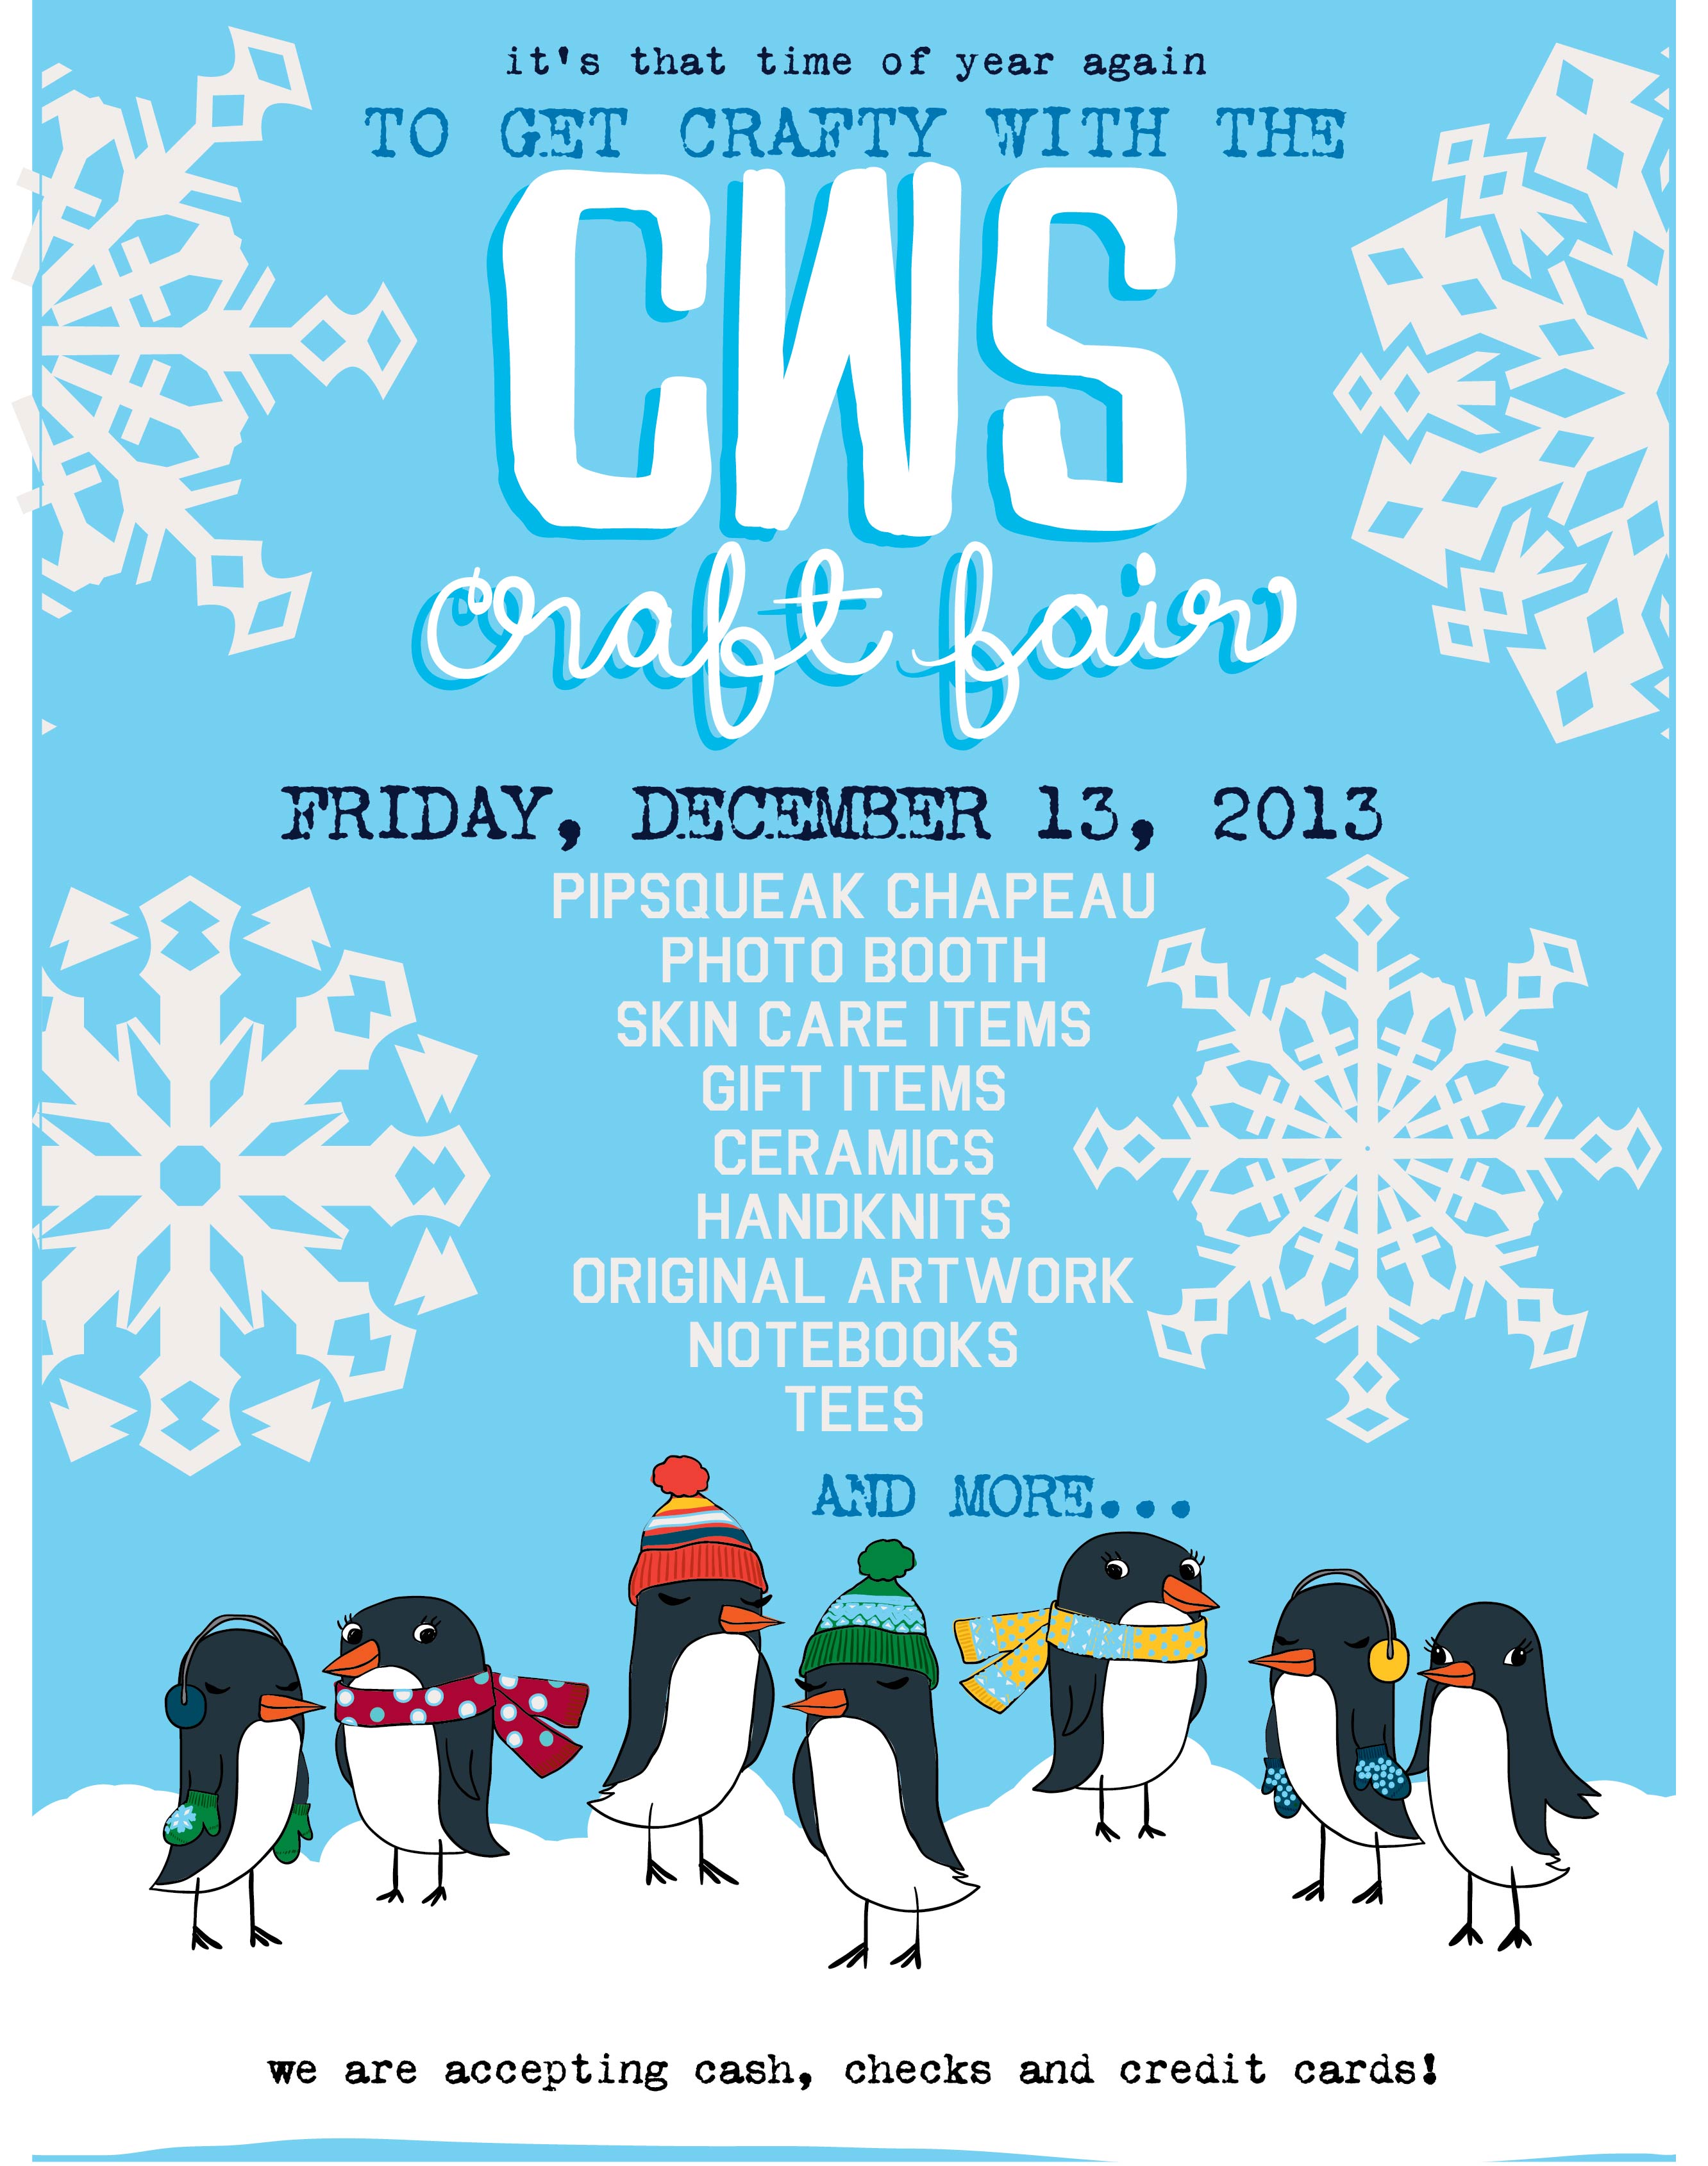 it's that time of year again
TO GET CRAFTY WITH THE
CWS
craft fair
FRIDAY, DECEMBER 13, 2013
PIPSQUEAK CHAPEAU
PHOTO BOOTH
SKIN CARE ITEMS
GIFT ITEMS
CERAMICS
HANDKNITS
ORIGINAL ARTWORK
NOTEBOOKS
TEES
AND MORE...
we are accepting cash, checks and credit cards!